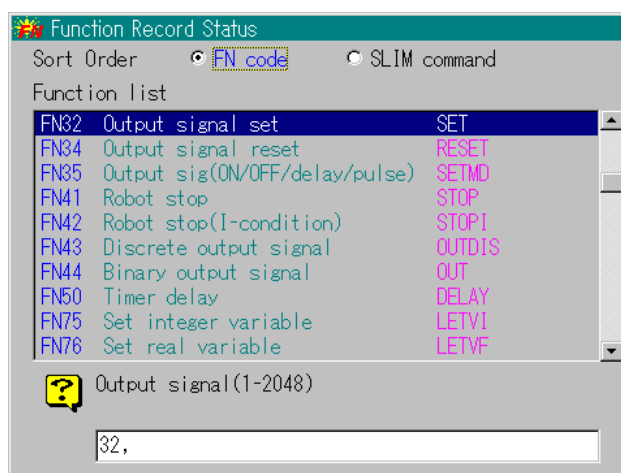 FN Function Record Status
Sort Order FN code SLIM command
Function list
FN32 Output signal set SET
FN34 Output signal reset RESET
FN35 Output sig(ON/OFF/delay/pulse) SETMD
FN41 Robot stop STOP
FN42 Robot stop(I-condition) STOPI
FN43 Discrete output signal OUTDIS
FN44 Binary output signal OUT
FN50 Timer delay DELAY
FN75 Set integer variable LETVI
FN76 Set real variable LETVF
? Output signal(1-2048)
32,